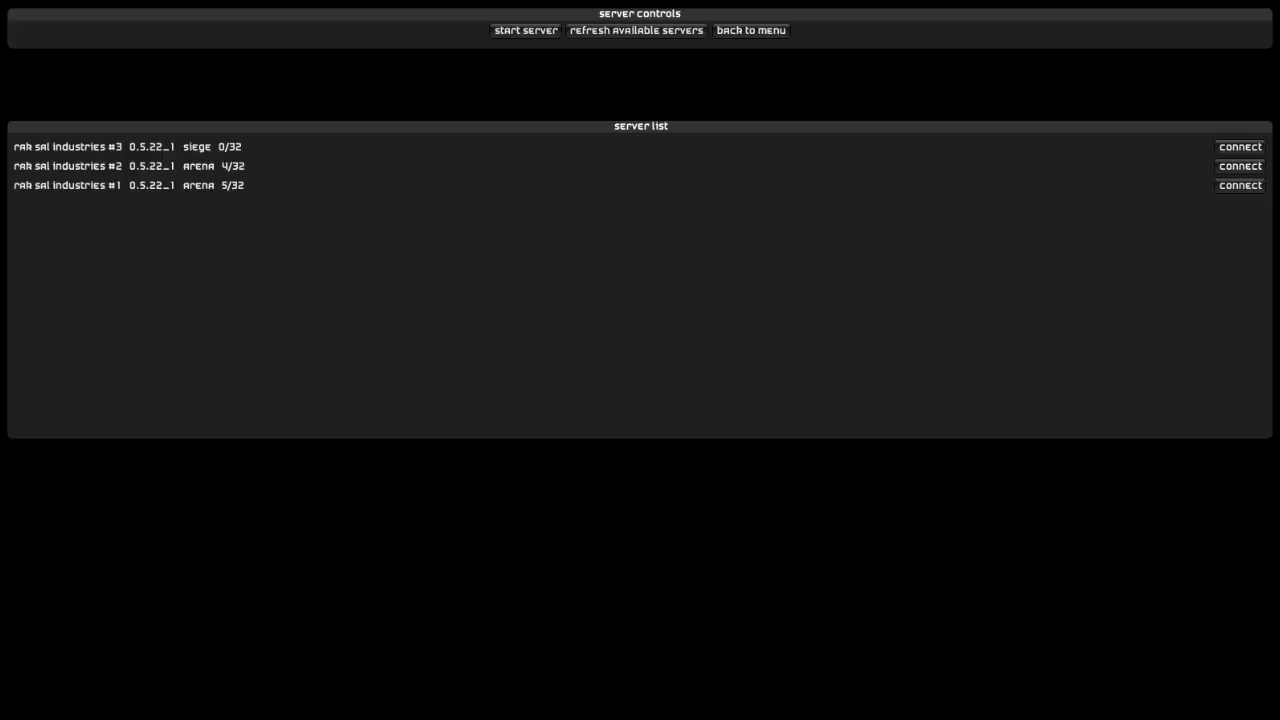 server controls
start server refresh available servers back to menu
server list
rak sal industries #3 0.5.22_1 siege 0/32 connect
rak sal industries #2 0.5.22_1 arena 4/32 connect
rak sal industries #1 0.5.22_1 arena 5/32 connect